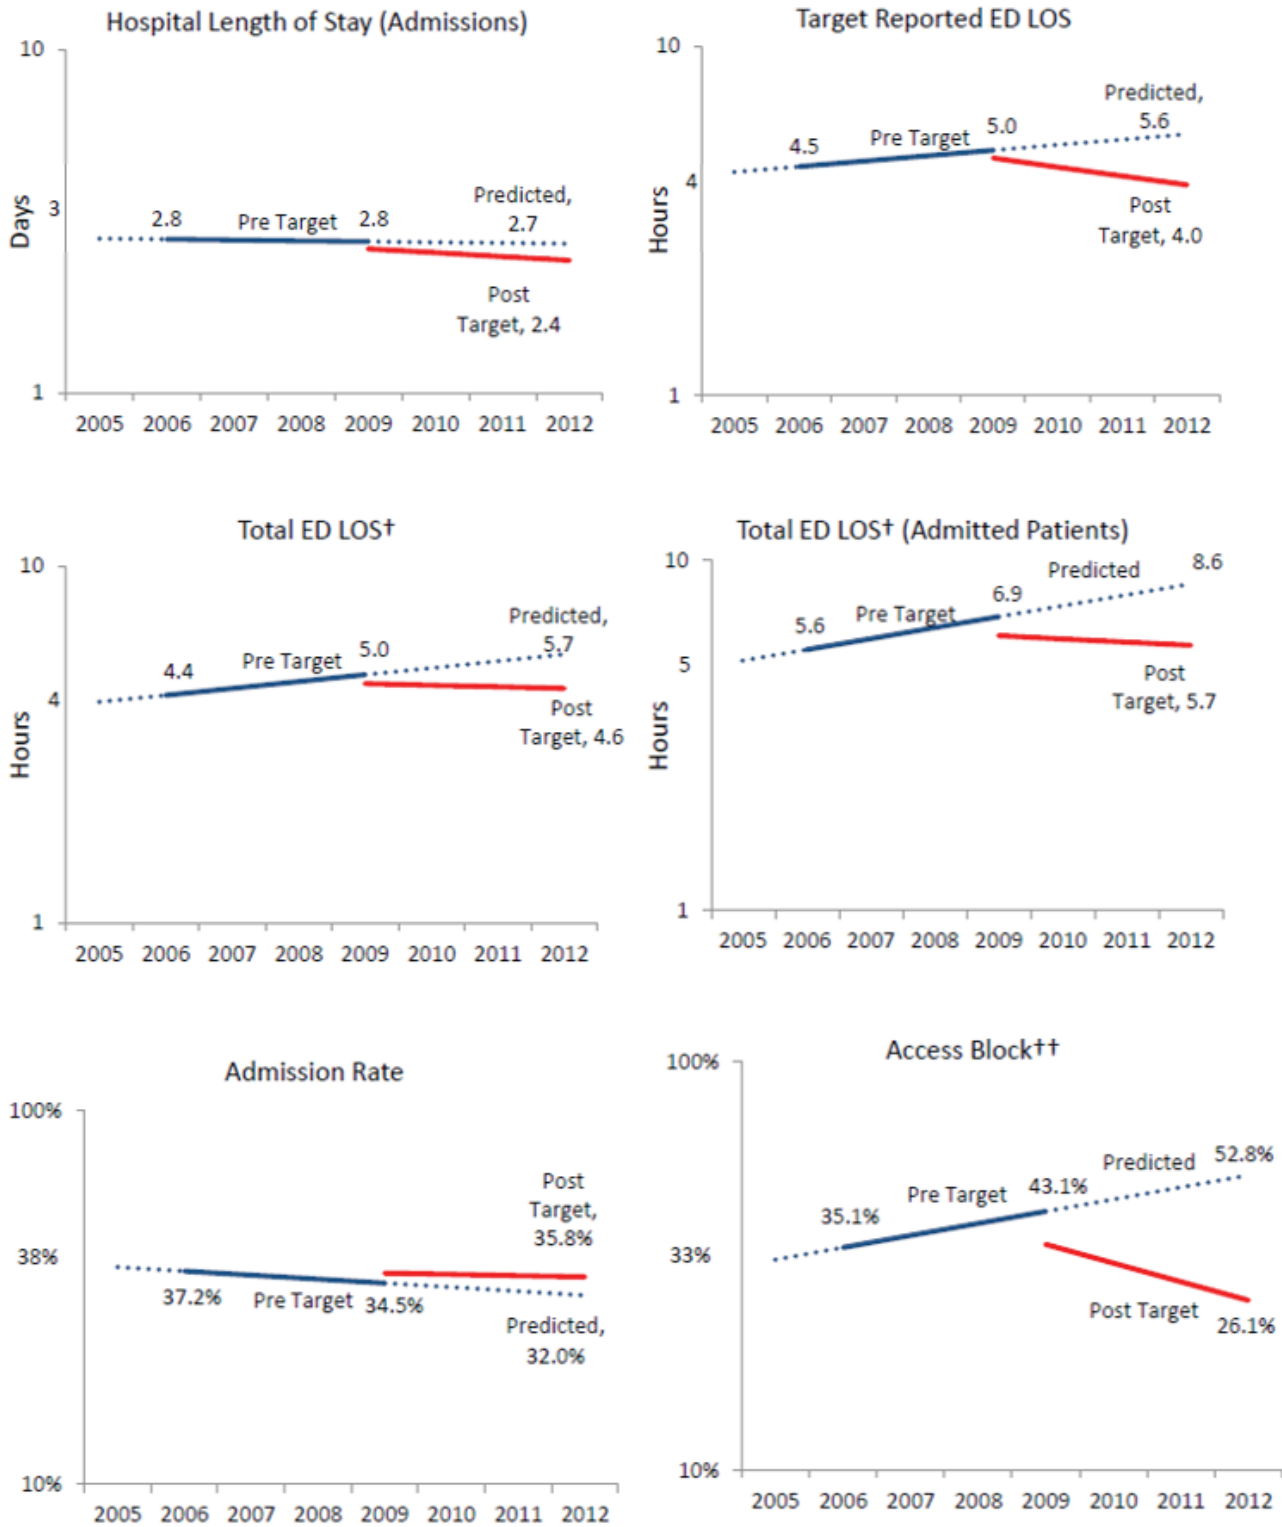 Hospital Length of Stay (Admissions)
10
Days
3
2.8
Pre Target
2.8
Predicted,
2.7
Post
Target, 2.4
1
2005 2006 2007 2008 2009 2010 2011 2012
Target Reported ED LOS
10
Hours
4
4.5
Pre Target
5.0
Predicted,
5.6
Post
Target, 4.0
1
2005 2006 2007 2008 2009 2010 2011 2012
Total ED LOS†
10
Hours
4
4.4
Pre Target
5.0
Predicted,
5.7
Post
Target, 4.6
1
2005 2006 2007 2008 2009 2010 2011 2012
Total ED LOS† (Admitted Patients)
10
Hours
5
5.6
Pre Target
6.9
Predicted
8.6
Post
Target, 5.7
1
2005 2006 2007 2008 2009 2010 2011 2012
Admission Rate
100%
38%
37.2%
Pre Target
34.5%
Post
Target,
35.8%
Predicted,
32.0%
10%
2005 2006 2007 2008 2009 2010 2011 2012
Access Block††
100%
33%
35.1%
Pre Target
43.1%
Predicted
52.8%
Post Target
26.1%
10%
2005 2006 2007 2008 2009 2010 2011 2012